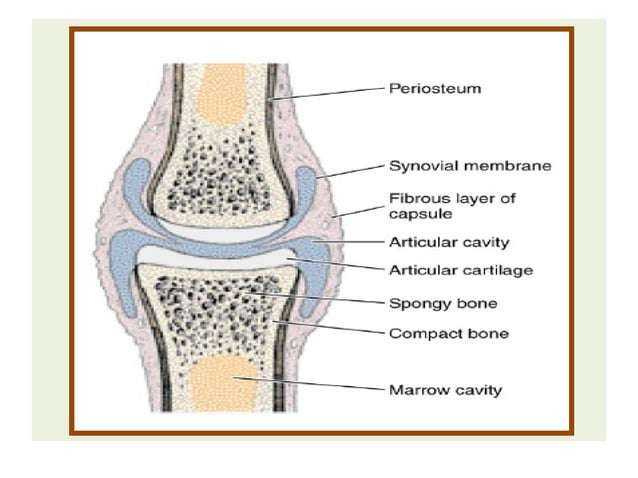 Periosteum
Synovial membrane
Fibrous layer of
capsule
Articular cavity
Articular cartilage
Spongy bone
Compact bone
Marrow cavity